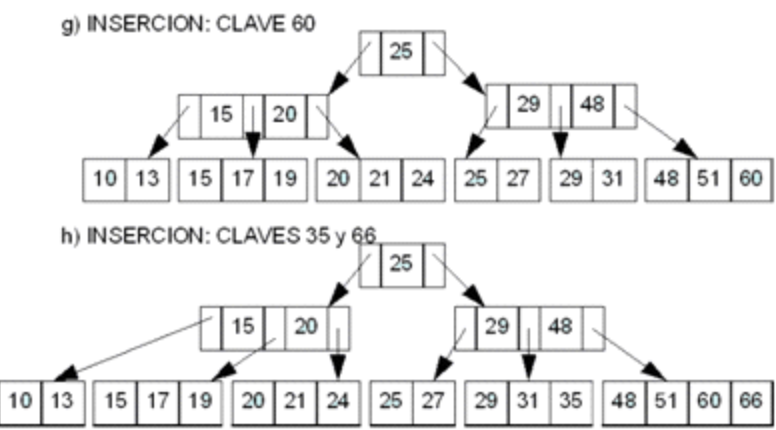 g) INSERCION: CLAVE 60
25
15 20 29 48
10 13 15 17 19 20 21 24 25 27 29 31 48 51 60
h) INSERCION: CLAVES 35 y 66
25
15 20 29 48
10 13 15 17 19 20 21 24 25 27 29 31 35 48 51 60 66